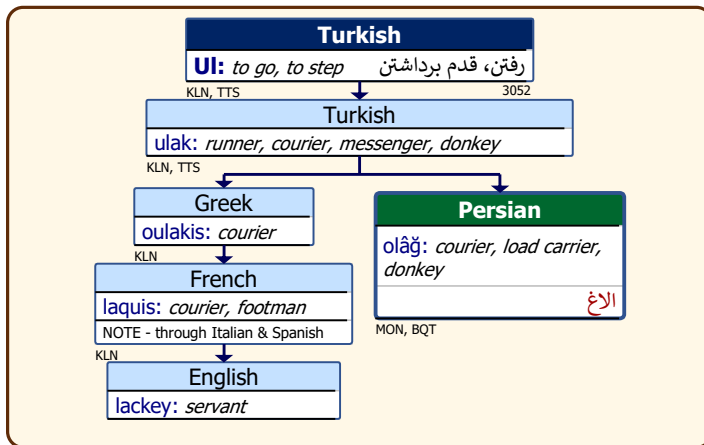 Turkish
Ul: to go, to step رفتن، قدم برداشتن
KLN, TTS 3052
Turkish
ulak: runner, courier, messenger, donkey
KLN, TTS
Greek
oulakis: courier
KLN
French
laquis: courier, footman
NOTE - through Italian & Spanish
KLN
English
lackey: servant
Persian
olâğ: courier, load carrier,
donkey
الاغ
MON, BQT